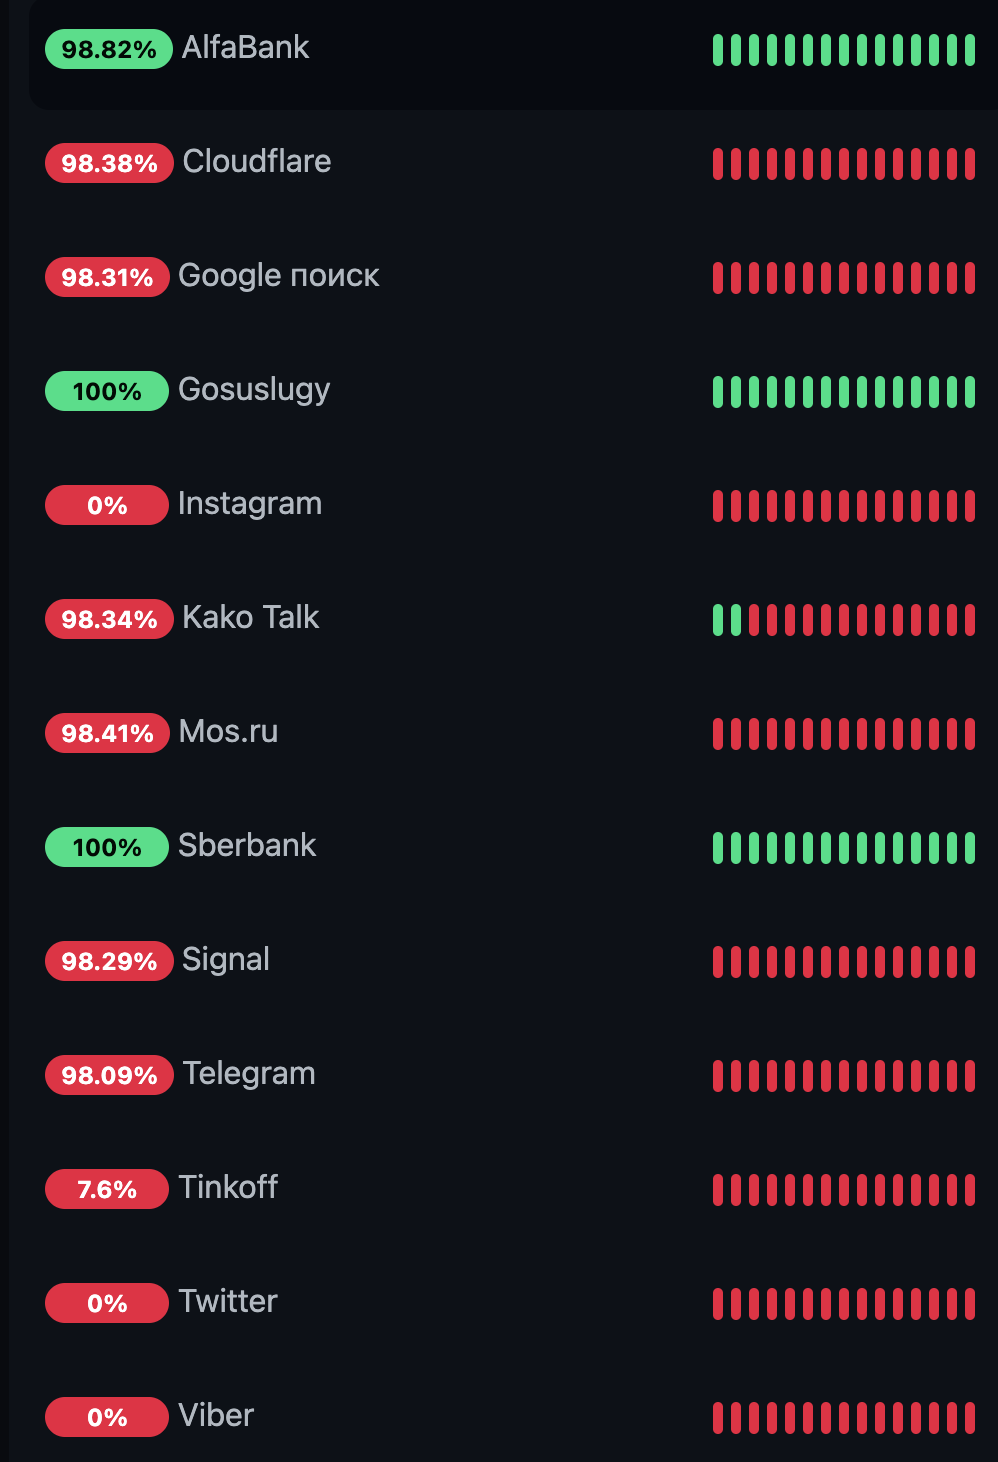 98.82% AlfaBank
98.38% Cloudflare
98.31% Google поиск
100% Gosuslugy
0% Instagram
98.34% Kako Talk
98.41% Mos.ru
100% Sberbank
98.29% Signal
98.09% Telegram
7.6% Tinkoff
0% Twitter
0% Viber